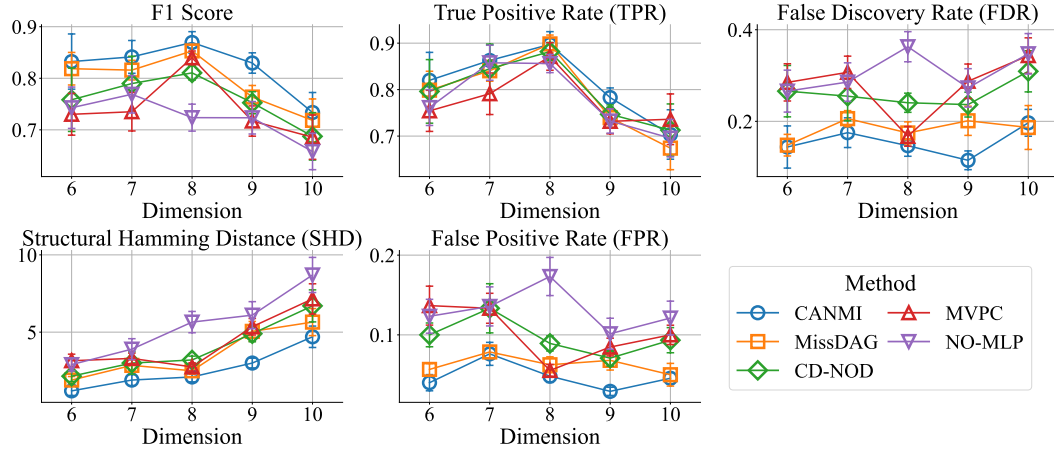 F1 Score
0.9
0.8
0.7
6 7 8 9 10
Dimension
True Positive Rate (TPR)
0.9
0.8
0.7
6 7 8 9 10
Dimension
False Discovery Rate (FDR)
0.4
0.2
6 7 8 9 10
Dimension
Structural Hamming Distance (SHD)
10
5
6 7 8 9 10
Dimension
False Positive Rate (FPR)
0.2
0.1
6 7 8 9 10
Dimension
Method
CANMI
MissDAG
CD-NOD
MVPC
NO-MLP